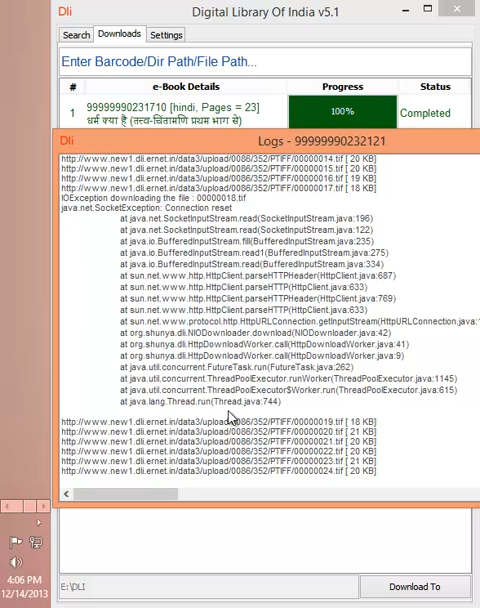 Dli
Digital Library Of India v5.1
Search
Downloads
Settings
Enter Barcode/Dir Path/File Path...
# e-Book Details Progress Status
1 99999990231710 [hindi, Pages = 23] 100% Completed
धर्म क्या है (तत्त्व-चिंतामणि प्रथम भाग से)
Dli
Logs - 99999990232121
http://www.new1.dli.ernet.in/data3/upload/0086/352/PTIFF/00000014.tif [ 20 KB]
http://www.new1.dli.ernet.in/data3/upload/0086/352/PTIFF/00000015.tif [ 20 KB]
http://www.new1.dli.ernet.in/data3/upload/0086/352/PTIFF/00000016.tif [ 19 KB]
http://www.new1.dli.ernet.in/data3/upload/0086/352/PTIFF/00000017.tif [ 18 KB]
IOException downloading the file : 00000018.tif
java.net.SocketException: Connection reset
at java.net.SocketInputStream.read(SocketInputStream.java:196)
at java.net.SocketInputStream.read(SocketInputStream.java:122)
at java.io.BufferedInputStream.fill(BufferedInputStream.java:235)
at java.io.BufferedInputStream.read1(BufferedInputStream.java:275)
at java.io.BufferedInputStream.read(BufferedInputStream.java:334)
at sun.net.www.http.HttpClient.parseHTTPHeader(HttpClient.java:687)
at sun.net.www.http.HttpClient.parseHTTP(HttpClient.java:633)
at sun.net.www.http.HttpClient.parseHTTPHeader(HttpClient.java:769)
at sun.net.www.http.HttpClient.parseHTTP(HttpClient.java:633)
at sun.net.www.protocol.http.HttpURLConnection.getInputStream(HttpURLConnection.java:1
at org.shunya.dli.NIODownloader.download(NIODownloader.java:42)
at org.shunya.dli.HttpDownloadWorker.call(HttpDownloadWorker.java:41)
at org.shunya.dli.HttpDownloadWorker.call(HttpDownloadWorker.java:9)
at java.util.concurrent.FutureTask.run(FutureTask.java:262)
at java.util.concurrent.ThreadPoolExecutor.runWorker(ThreadPoolExecutor.java:1145)
at java.util.concurrent.ThreadPoolExecutor$Worker.run(ThreadPoolExecutor.java:615)
at java.lang.Thread.run(Thread.java:744)
http://www.new1.dli.ernet.in/data3/upload/0086/352/PTIFF/00000019.tif [ 18 KB]
http://www.new1.dli.ernet.in/data3/upload/0086/352/PTIFF/00000020.tif [ 21 KB]
http://www.new1.dli.ernet.in/data3/upload/0086/352/PTIFF/00000021.tif [ 20 KB]
http://www.new1.dli.ernet.in/data3/upload/0086/352/PTIFF/00000022.tif [ 20 KB]
http://www.new1.dli.ernet.in/data3/upload/0086/352/PTIFF/00000023.tif [ 21 KB]
http://www.new1.dli.ernet.in/data3/upload/0086/352/PTIFF/00000024.tif [ 20 KB]
4:06 PM
12/14/2013
E:\DLI
Download To